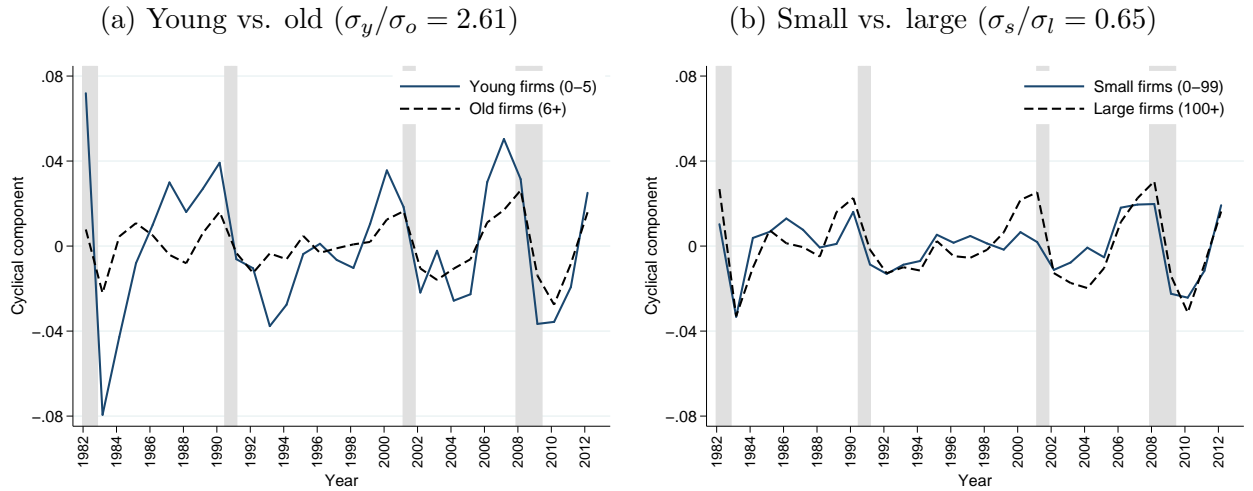 (a) Young vs. old (σy/σo = 2.61)
Young firms (0−5)
Old firms (6+)
.08
.04
0
−.04
−.08
Cyclical component
1982 1984 1986 1988 1990 1992 1994 1996 1998 2000 2002 2004 2006 2008 2010 2012
Year
(b) Small vs. large (σs/σl = 0.65)
Small firms (0−99)
Large firms (100+)
.08
.04
0
−.04
−.08
Cyclical component
1982 1984 1986 1988 1990 1992 1994 1996 1998 2000 2002 2004 2006 2008 2010 2012
Year